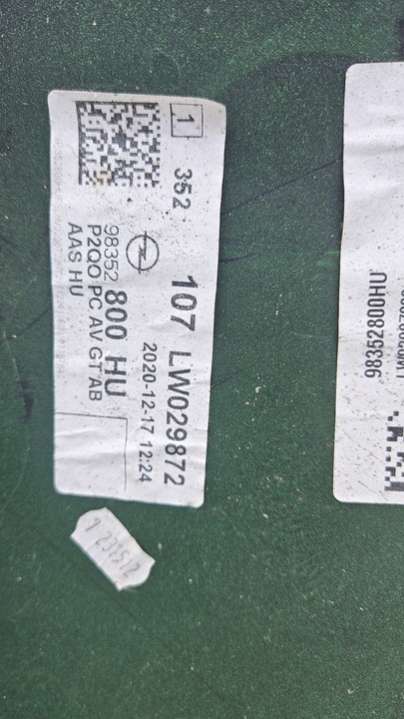 1
352
107 LW029872
2020-12-17 12:24
98352 800 HU
P2QO PC AV GT AB
AAS HU
98352800HU